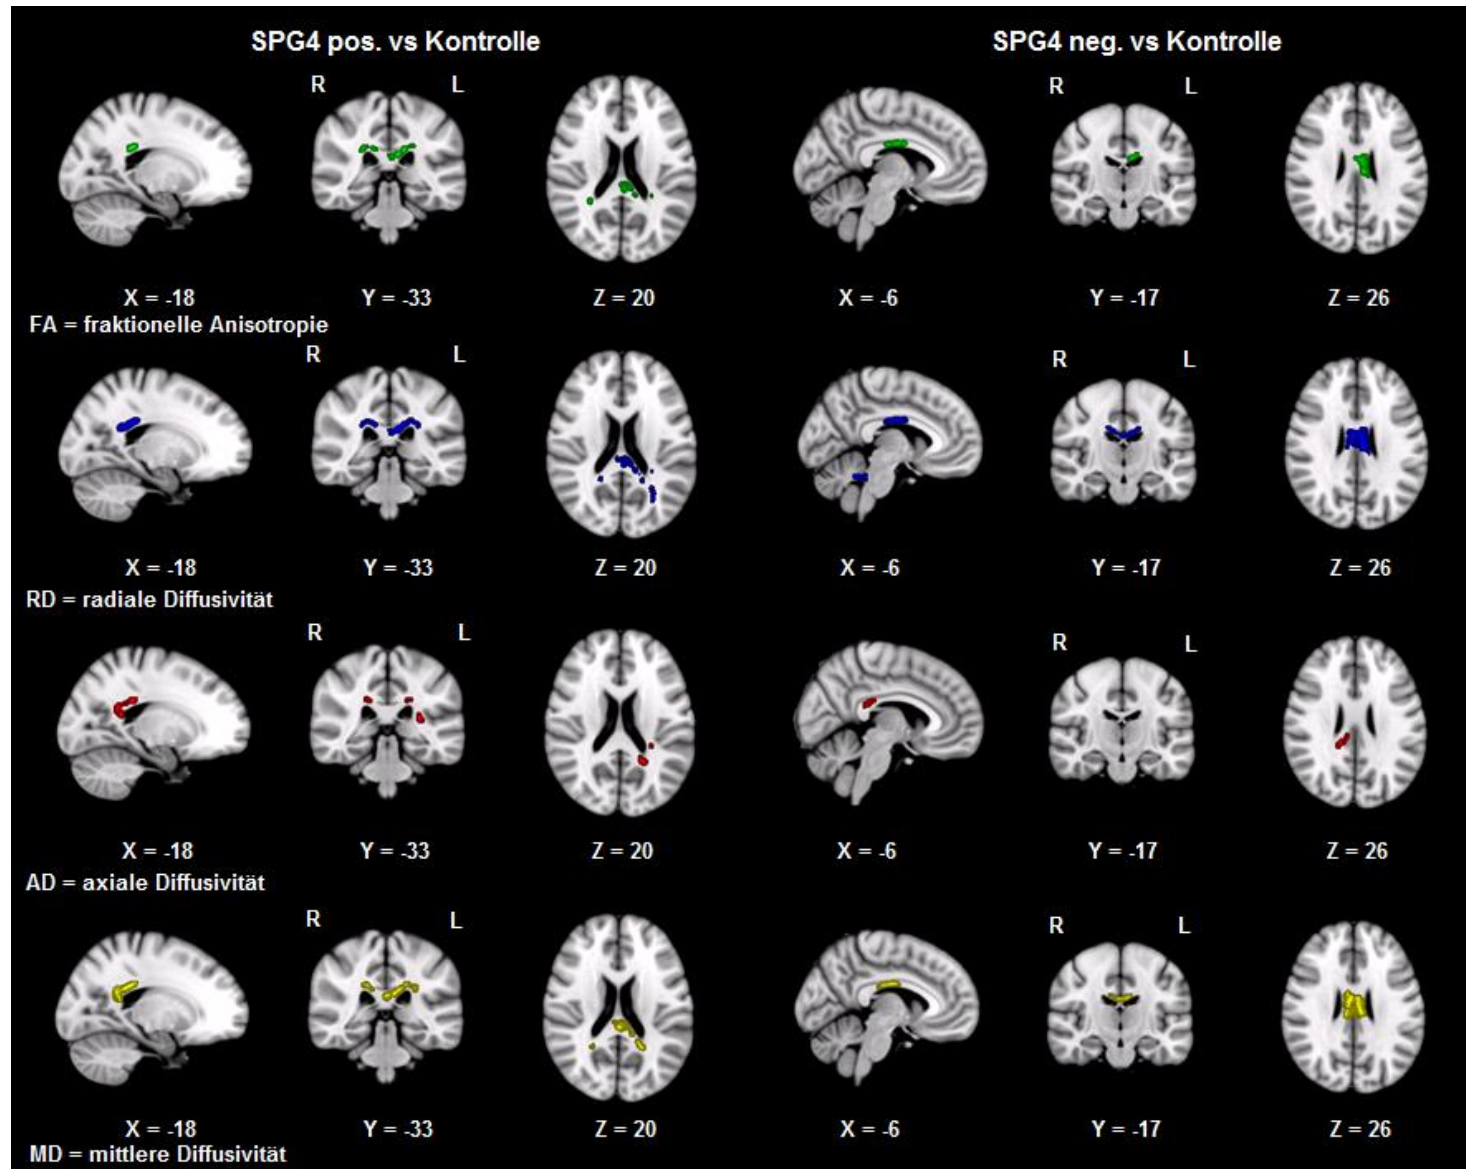 SPG4 pos. vs Kontrolle SPG4 neg. vs Kontrolle
R L R L
X = -18 Y = -33 Z = 20 X = -6 Y = -17 Z = 26
FA = fraktionelle Anisotropie
R L R L
X = -18 Y = -33 Z = 20 X = -6 Y = -17 Z = 26
RD = radiale Diffusivität
R L R L
X = -18 Y = -33 Z = 20 X = -6 Y = -17 Z = 26
AD = axiale Diffusivität
R L R L
X = -18 Y = -33 Z = 20 X = -6 Y = -17 Z = 26
MD = mittlere Diffusivität